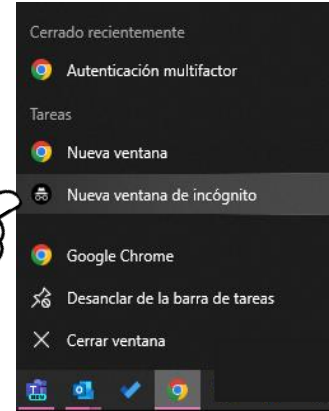 Cerrado recientemente
Autenticación multifactor
Tareas
Nueva ventana
Nueva ventana de incógnito
Google Chrome
Desanclar de la barra de tareas
Cerrar ventana